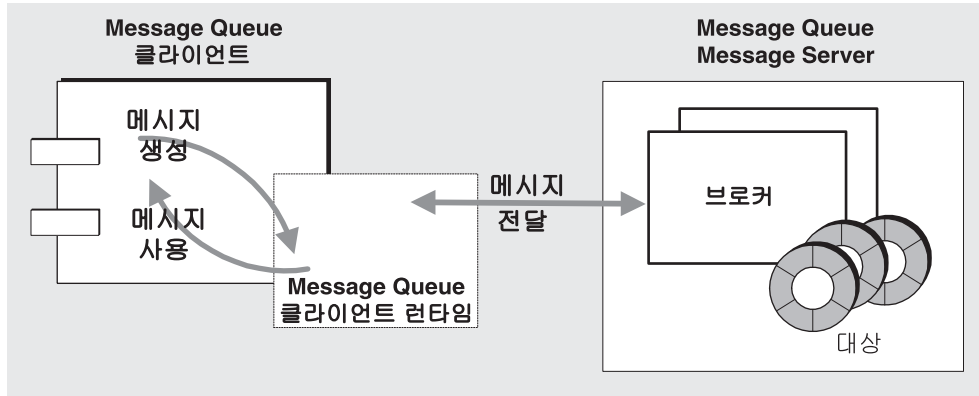 Message Queue
클라이언트
메시지
생성
메시지
사용
Message Queue
클라이언트 런타임
메시지
전달
Message Queue
Message Server
브로커
대상